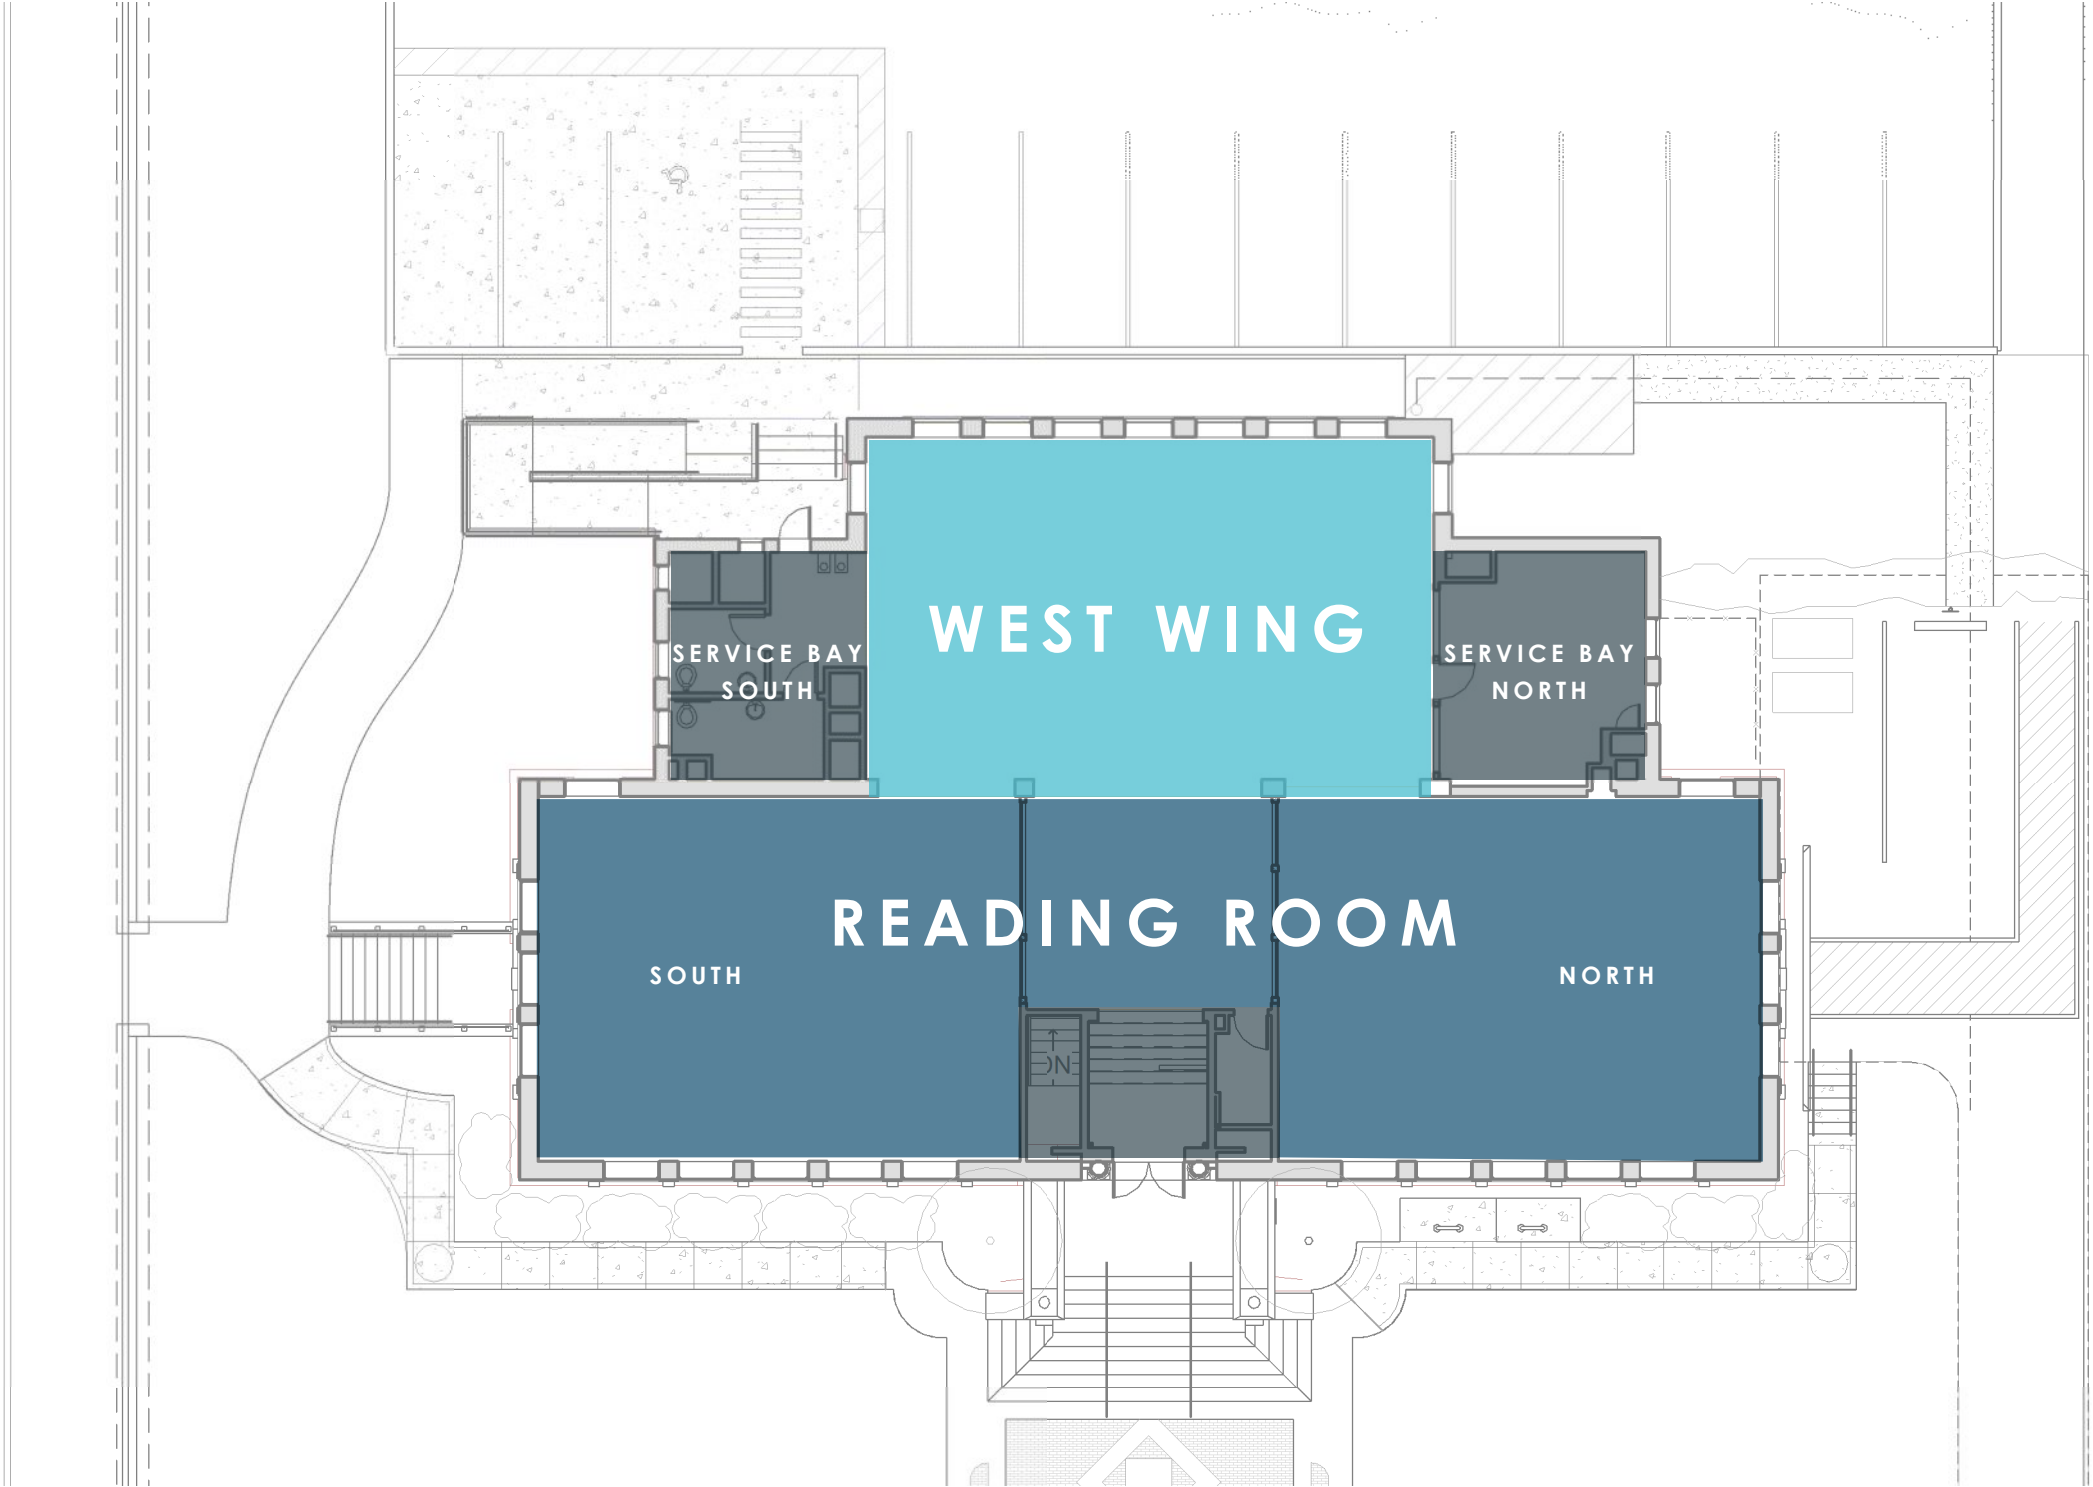 WEST WING
SERVICE BAY
SOUTH
SERVICE BAY
NORTH
READING ROOM
SOUTH
NORTH
DN